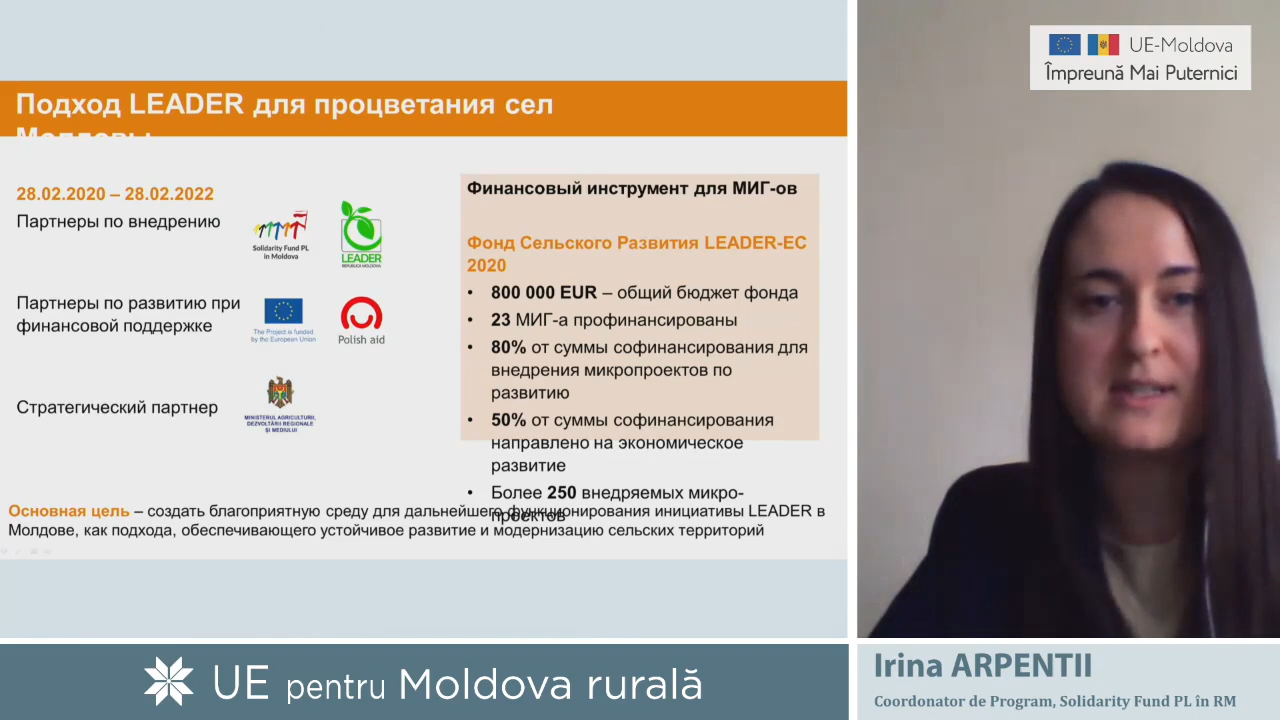 UE-Moldova
Împreună Mai Puternici
Подход LEADER для процветания сел
Молдовы
28.02.2020 – 28.02.2022
Партнеры по внедрению
Solidarity Fund PL
in Moldova
LEADER
REPUBLICA MOLDOVA
Партнеры по развитию при
финансовой поддержке
The Project is funded
by the European Union
Polish aid
Стратегический партнер
MINISTERUL AGRICULTURII,
DEZVOLTĂRII REGIONALE
ȘI MEDIULUI
Финансовый инструмент для МИГ-ов
Фонд Сельского Развития LEADER-ЕС
2020
• 800 000 EUR – общий бюджет фонда
• 23 МИГ-а профинансированы
• 80% от суммы софинансирования для
внедрения микропроектов по
развитию
• 50% от суммы софинансирования
направлено на экономическое
развитие
• Более 250 внедряемых микро-
проектов
Основная цель – создать благоприятную среду для дальнейшего функционирования инициативы LEADER в
Молдове, как подхода, обеспечивающего устойчивое развитие и модернизацию сельских территорий
UE pentru Moldova rurală
Irina ARPENTII
Coordonator de Program, Solidarity Fund PL în RM